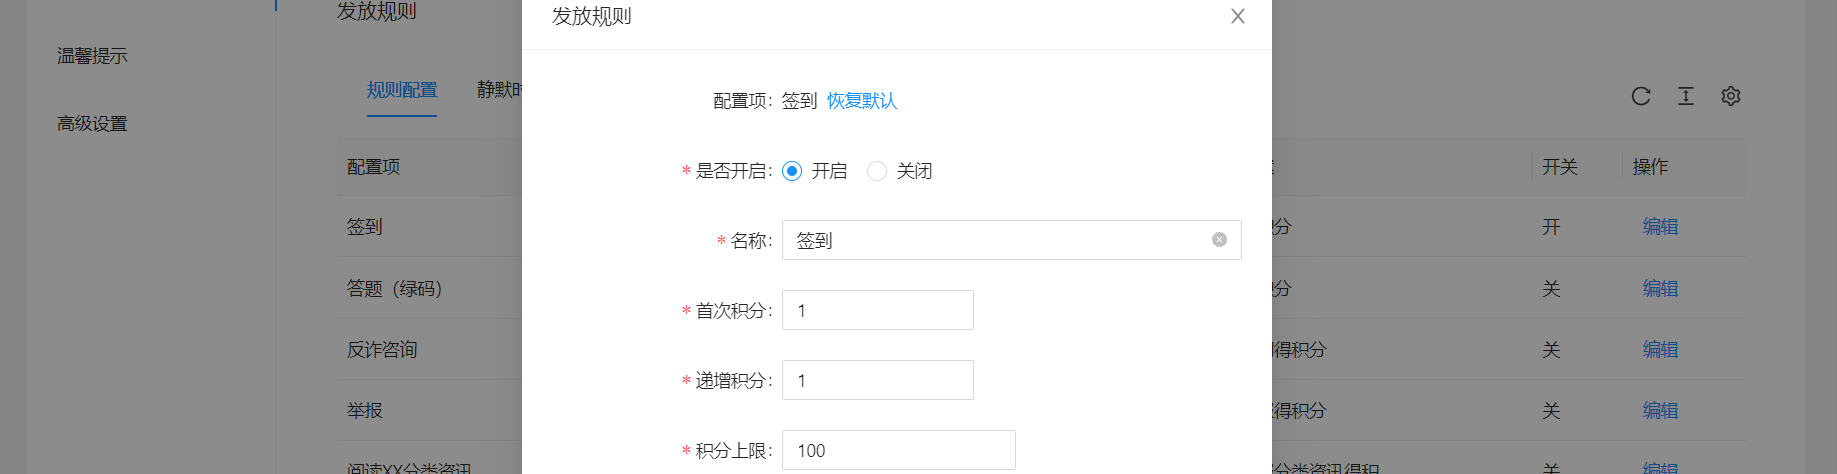 发放规则
温馨提示
高级设置
规则配置 静默时
配置项 开关 操作
签到 积分 开 编辑
答题（绿码） 积分 关 编辑
反诈咨询 得积分 关 编辑
举报 得积分 关 编辑
阅读XX分类资讯 分类资讯得积 关 编辑
发放规则
配置项： 签到 恢复默认
* 是否开启： 开启 关闭
* 名称： 签到
* 首次积分： 1
* 递增积分： 1
* 积分上限： 100